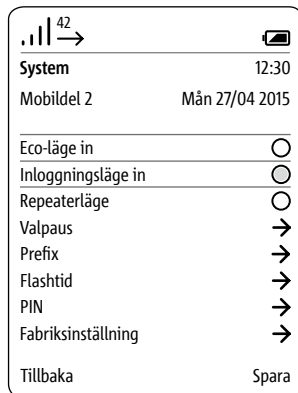 42
System 12:30
Mobildel 2 Mån 27/04 2015
Eco-läge in
Inloggningsläge in
Repeaterläge
Valpaus
Prefix
Flashtid
PIN
Fabriksinställning
Tillbaka Spara